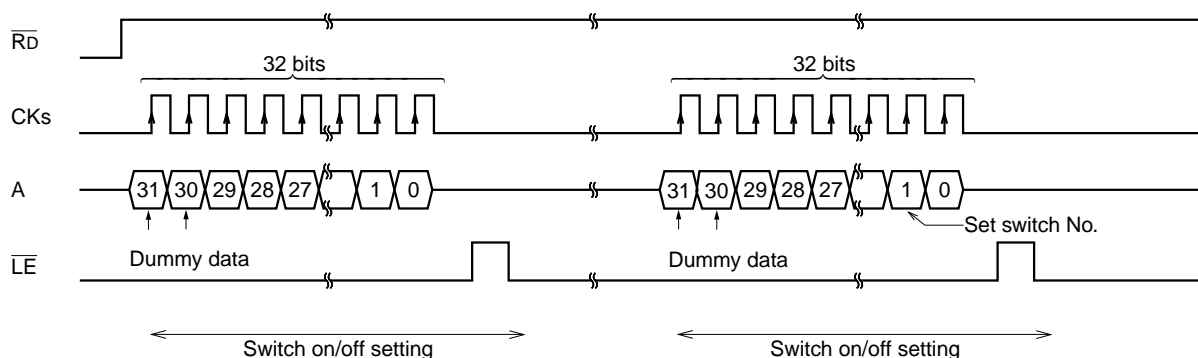 RD
32 bits
32 bits
CKs
A
31 30 29 28 27 1 0
31 30 29 28 27 1 0
Set switch No.
LE
Dummy data
Dummy data
Switch on/off setting
Switch on/off setting